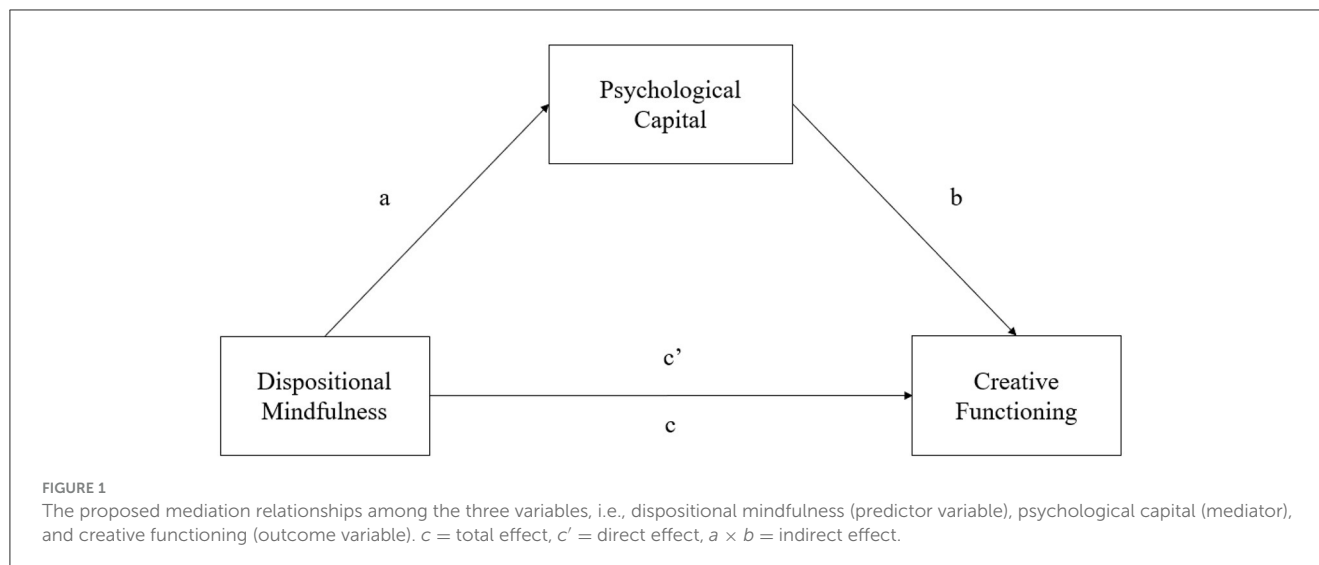 Psychological
Capital
a
b
c’
Dispositional
Mindfulness
Creative
Functioning
c
FIGURE 1
The proposed mediation relationships among the three variables, i.e., dispositional mindfulness (predictor variable), psychological capital (mediator),
and creative functioning (outcome variable). c = total effect, c′ = direct effect, a × b = indirect effect.